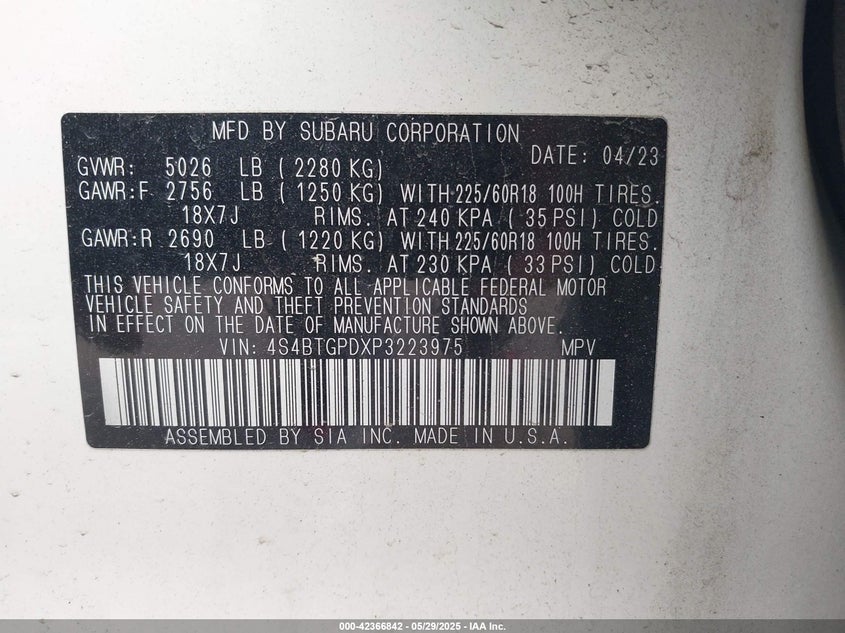 MFD BY SUBARU CORPORATION
DATE: 04/23
GVWR: 5026 LB ( 2280 KG)
GAWR:F 2756 LB ( 1250 KG) WITH 225/60R18 100H TIRES.
18X7J RIMS. AT 240 KPA ( 35 PSI) COLD
GAWR:R 2690 LB ( 1220 KG) WITH 225/60R18 100H TIRES.
18X7J RIMS. AT 230 KPA ( 33 PSI) COLD
THIS VEHICLE CONFORMS TO ALL APPLICABLE FEDERAL MOTOR
VEHICLE SAFETY AND THEFT PREVENTION STANDARDS
IN EFFECT ON THE DATE OF MANUFACTURE SHOWN ABOVE.
VIN: 4S4BTGPDXP3223975 MPV
ASSEMBLED BY SIA INC. MADE IN U.S.A.
000-42366842 - 05/29/2025 - IAA Inc.